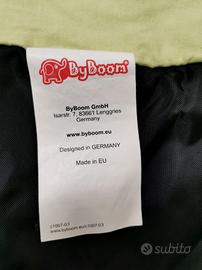 ByBoom®
ByBoom GmbH
Isarstr. 7, 83661 Lenggries
Germany
www.byboom.eu
Designed in GERMANY
Made in EU
subito